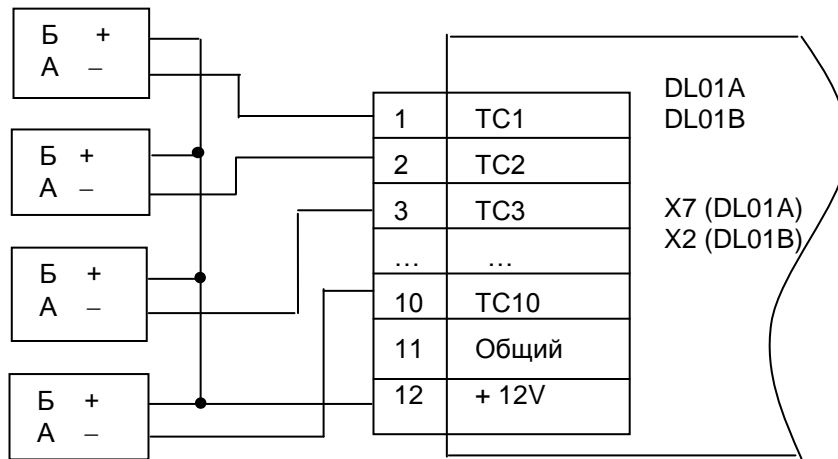 Б +
А –
Б +
А –
Б +
А –
Б +
А –
1 ТС1
2 ТС2
3 ТС3
... ...
10 ТС10
11 Общий
12 + 12V
DL01A
DL01B
X7 (DL01A)
X2 (DL01B)